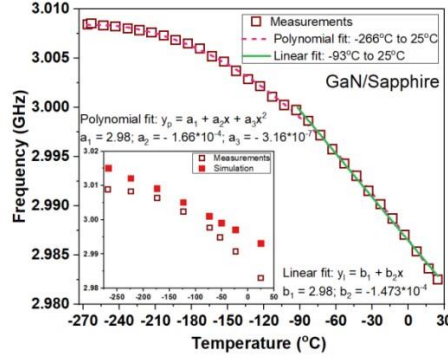 3.010
3.005
3.000
2.995
2.990
2.985
2.980
Frequency (GHz)
Measurements
Polynomial fit: -266°C to 25°C
Linear fit: -93°C to 25°C
GaN/Sapphire
Polynomial fit: yₚ = a₁ + a₂x + a₃x²
a₁ = 2.98; a₂ = - 1.66*10⁻⁴; a₃ = - 3.16*10⁻⁷
3.03
3.02
3.01
3.00
2.99
2.98
Measurements
Simulation
-250 -200 -150 -100 -50 0 50
Linear fit: yₗ = b₁ + b₂x
b₁ = 2.98; b₂ = -1.473*10⁻⁴
-270 -240 -210 -180 -150 -120 -90 -60 -30 0 30
Temperature (°C)